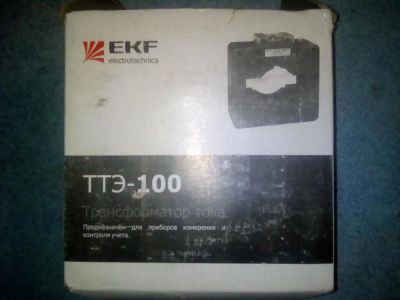 EKF
electrotechnica
ТТЭ-100
Трансформатор тока
Предназначен для приборов измерения и
контроля учета.